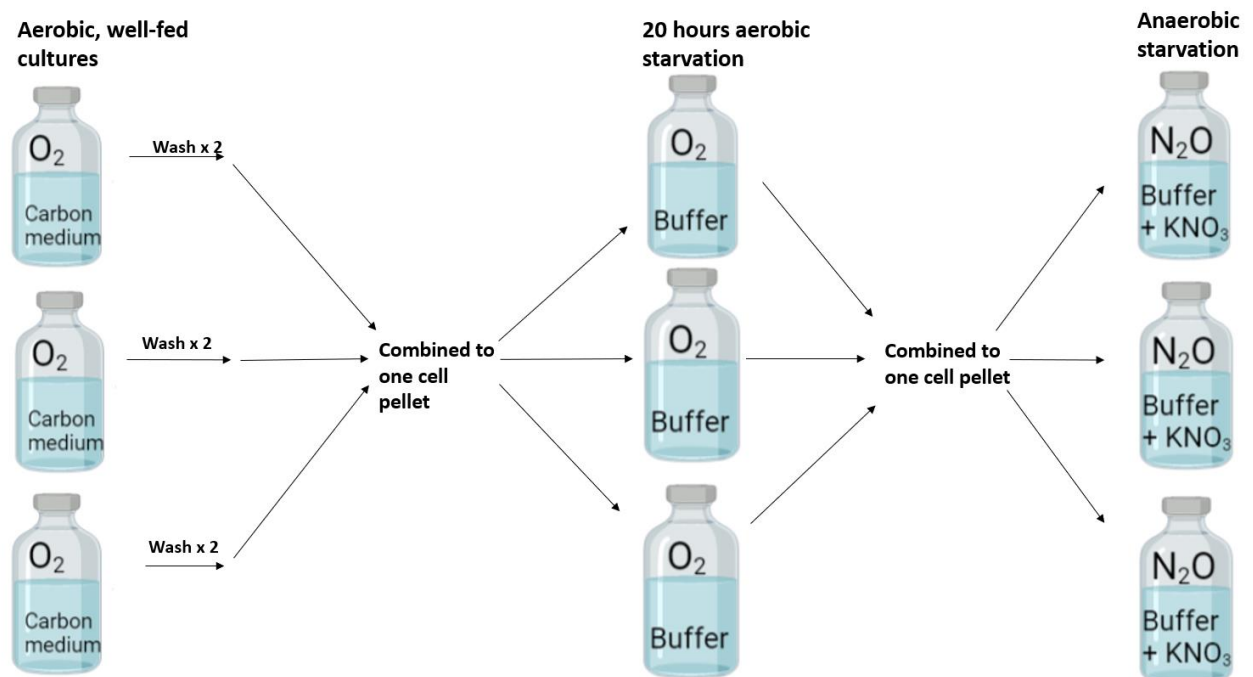 Aerobic, well-fed
cultures
O₂
Carbon
medium
Wash x 2
O₂
Carbon
medium
Wash x 2
O₂
Carbon
medium
Wash x 2
Combined to
one cell
pellet
20 hours aerobic
starvation
O₂
Buffer
O₂
Buffer
O₂
Buffer
Combined to
one cell pellet
Anaerobic
starvation
N₂O
Buffer
+ KNO₃
N₂O
Buffer
+ KNO₃
N₂O
Buffer
+ KNO₃